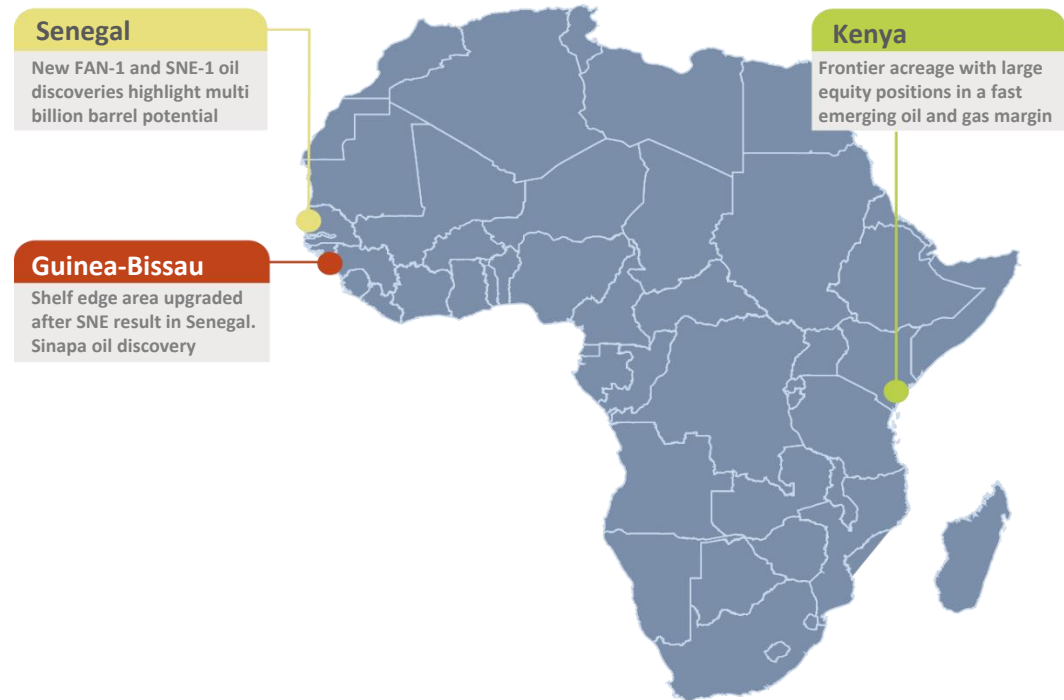 Senegal
New FAN-1 and SNE-1 oil
discoveries highlight multi
billion barrel potential
Kenya
Frontier acreage with large
equity positions in a fast
emerging oil and gas margin
Guinea-Bissau
Shelf edge area upgraded
after SNE result in Senegal.
Sinapa oil discovery